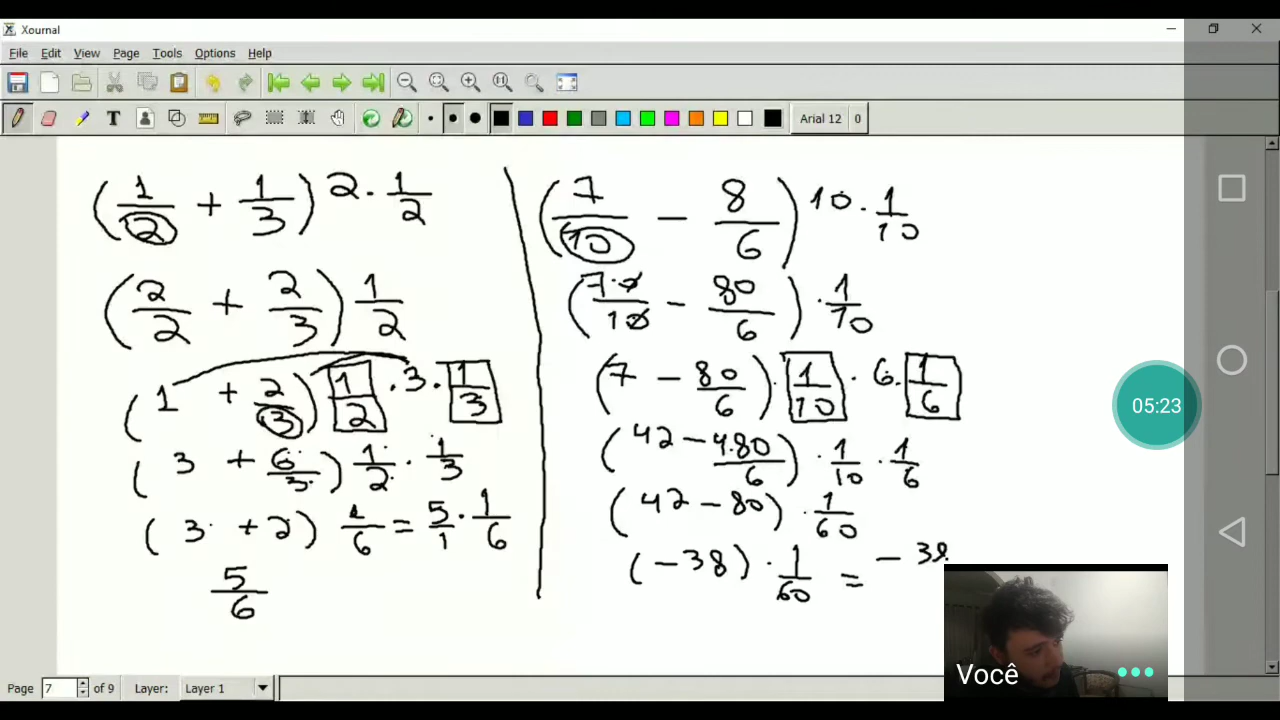 Xournal
File Edit View Page Tools Options Help
Arial 12 0
(1/2 + 1/3) 2 · 1/2
(2/2 + 2/3) 1/2
(1 + 2/3) 1/2 · 3 · 1/3
(3 + 6/3) 1/2 · 1/3
(3 + 2) 1/6 = 5/1 · 1/6
5/6
(7/10 − 8/6) 10 · 1/10
(7·0/10 − 80/6) · 1/10
(7 − 80/6) · 1/10 · 6 · 1/6
(42 − 480/6) · 1/10 · 1/6
(42 − 80) · 1/60
(−38) · 1/60 = − 38
05:23
Você
Page 7 of 9 Layer: Layer 1